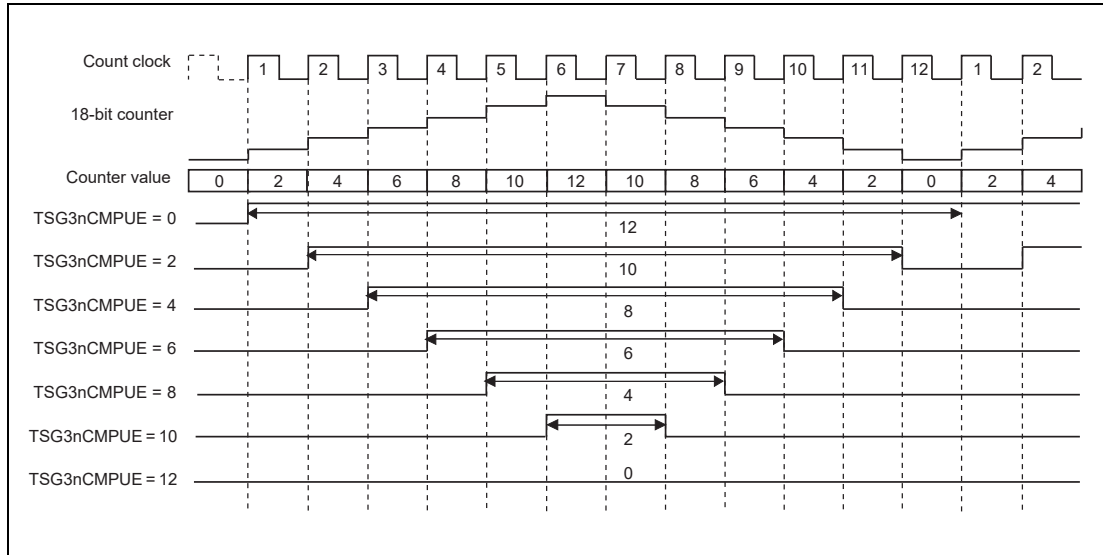 Count clock 1 2 3 4 5 6 7 8 9 10 11 12 1 2
18-bit counter
Counter value 0 2 4 6 8 10 12 10 8 6 4 2 0 2 4
TSG3nCMPUE = 0
12
TSG3nCMPUE = 2
10
TSG3nCMPUE = 4
8
TSG3nCMPUE = 6
6
TSG3nCMPUE = 8
4
TSG3nCMPUE = 10
2
TSG3nCMPUE = 12
0